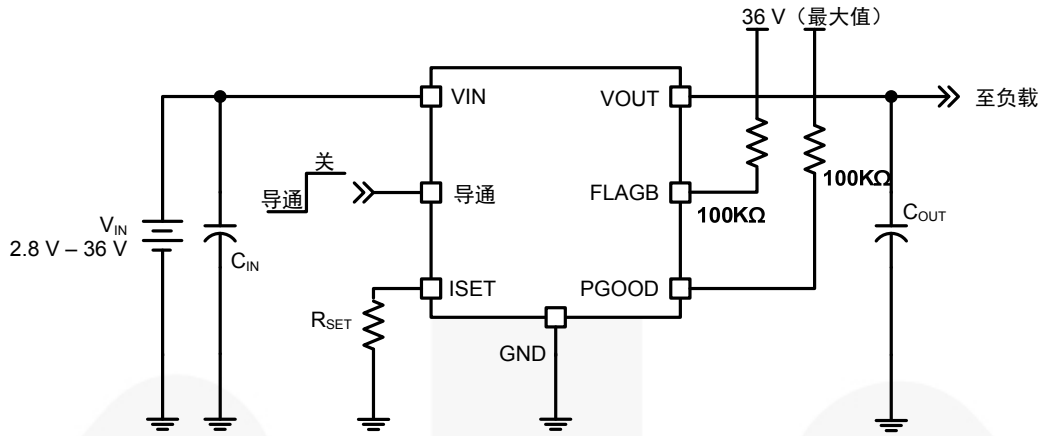 36 V（最大值）
VIN
VOUT
至负载
关
导通
导通
FLAGB
100KΩ
100KΩ
VIN
2.8 V – 36 V
CIN
COUT
ISET
PGOOD
RSET
GND